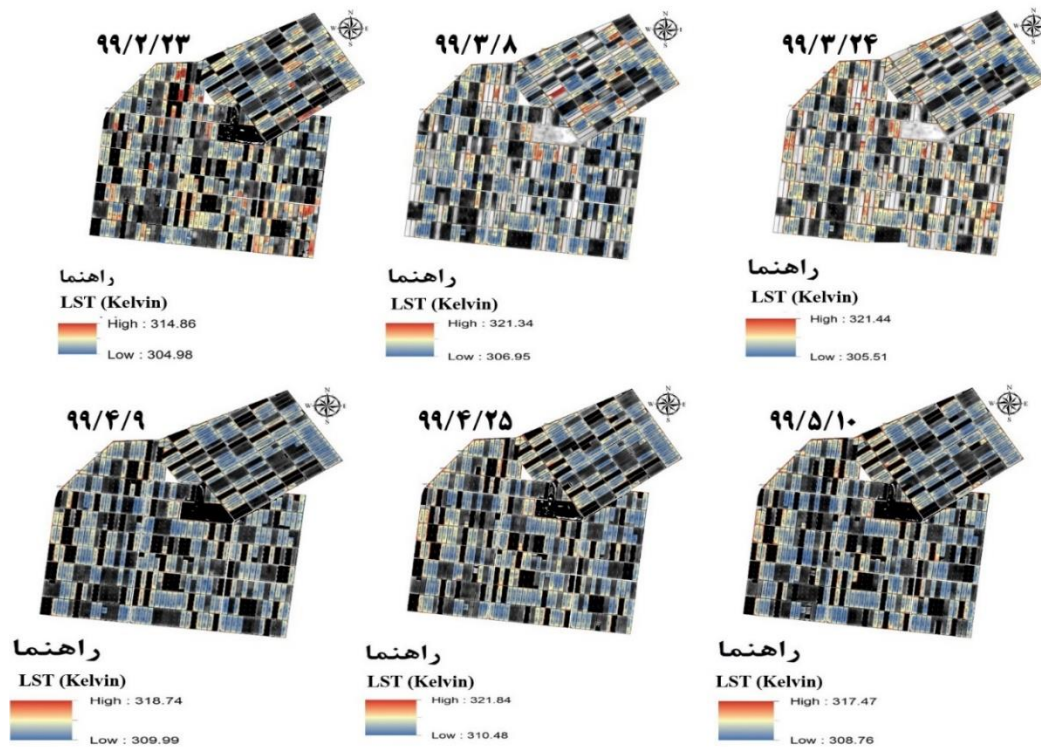 ۹۹/۲/۲۳
N
W E
S
راهنما
LST (Kelvin)
High : 314.86
Low : 304.98
۹۹/۳/۸
N
W E
S
راهنما
LST (Kelvin)
High : 321.34
Low : 306.95
۹۹/۳/۲۴
N
W E
S
راهنما
LST (Kelvin)
High : 321.44
Low : 305.51
۹۹/۴/۹
N
W E
S
راهنما
LST (Kelvin)
High : 318.74
Low : 309.99
۹۹/۴/۲۵
N
W E
S
راهنما
LST (Kelvin)
High : 321.84
Low : 310.48
۹۹/۵/۱۰
N
W E
S
راهنما
LST (Kelvin)
High : 317.47
Low : 308.76